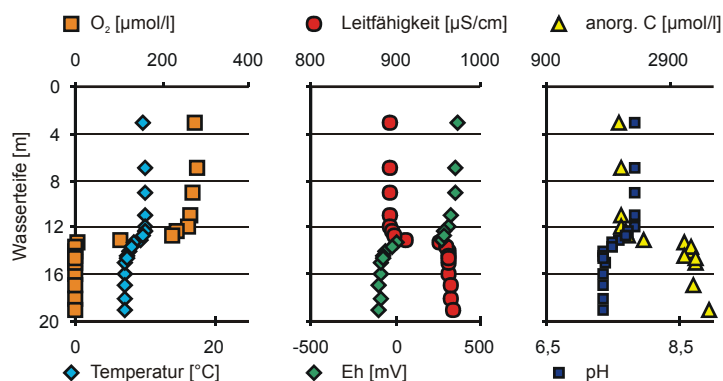 O₂ [µmol/l] Leitfähigkeit [µS/cm] anorg. C [µmol/l]
0 200 400 800 900 1000 900 2900
0
4
8
12
16
20
Wasserteife [m]
0 20 -500 0 500 6,5 8,5
Temperatur [°C] Eh [mV] pH